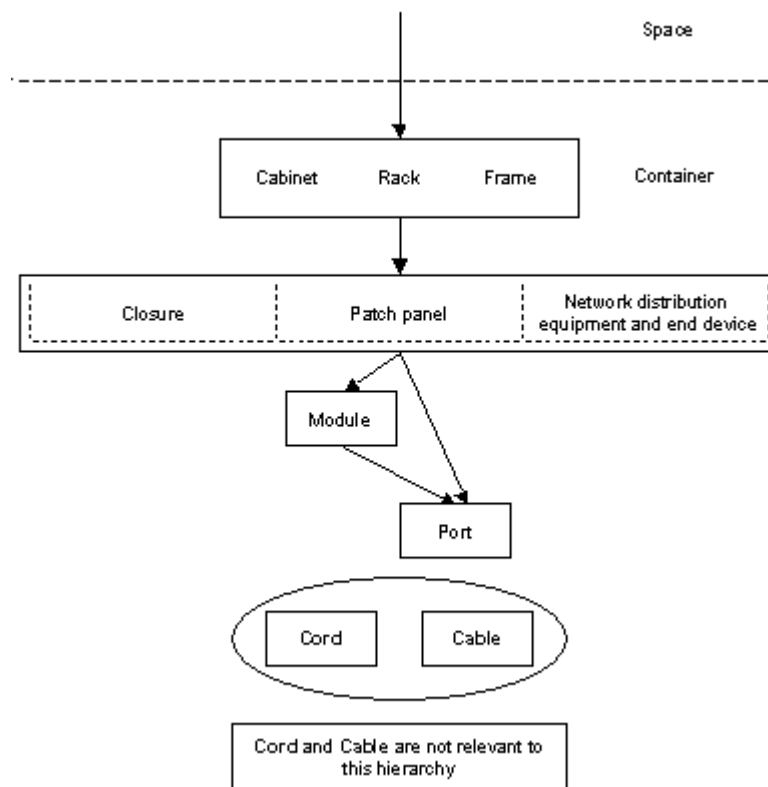 Space
Cabinet Rack Frame
Container
Closure
Patch panel
Network distribution
equipment and end device
Module
Port
Cord
Cable
Cord and Cable are not relevant to
this hierarchy